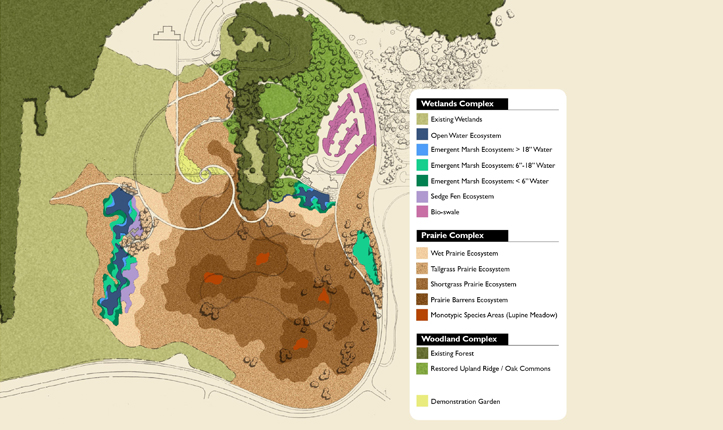 Wetlands Complex
Existing Wetlands
Open Water Ecosystem
Emergent Marsh Ecosystem: > 18" Water
Emergent Marsh Ecosystem: 6"-18" Water
Emergent Marsh Ecosystem: < 6" Water
Sedge Fen Ecosystem
Bio-swale
Prairie Complex
Wet Prairie Ecosystem
Tallgrass Prairie Ecosystem
Shortgrass Prairie Ecosystem
Prairie Barrens Ecosystem
Monotypic Species Areas (Lupine Meadow)
Woodland Complex
Existing Forest
Restored Upland Ridge / Oak Commons
Demonstration Garden